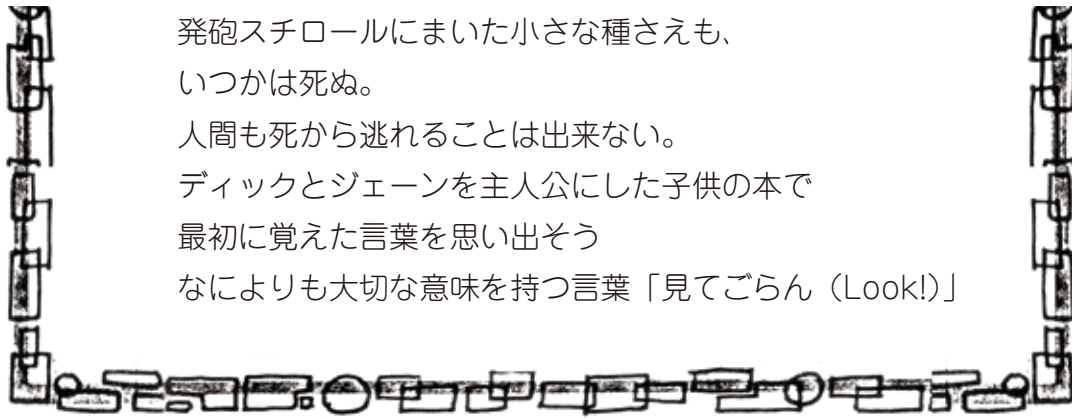 発砲スチロールにまいた小さな種さえも、
いつかは死ぬ。
人間も死から逃れることは出来ない。
ディックとジェーンを主人公にした子供の本で
最初に覚えた言葉を思い出そう
なによりも大切な意味を持つ言葉「見てごらん（Look!）」